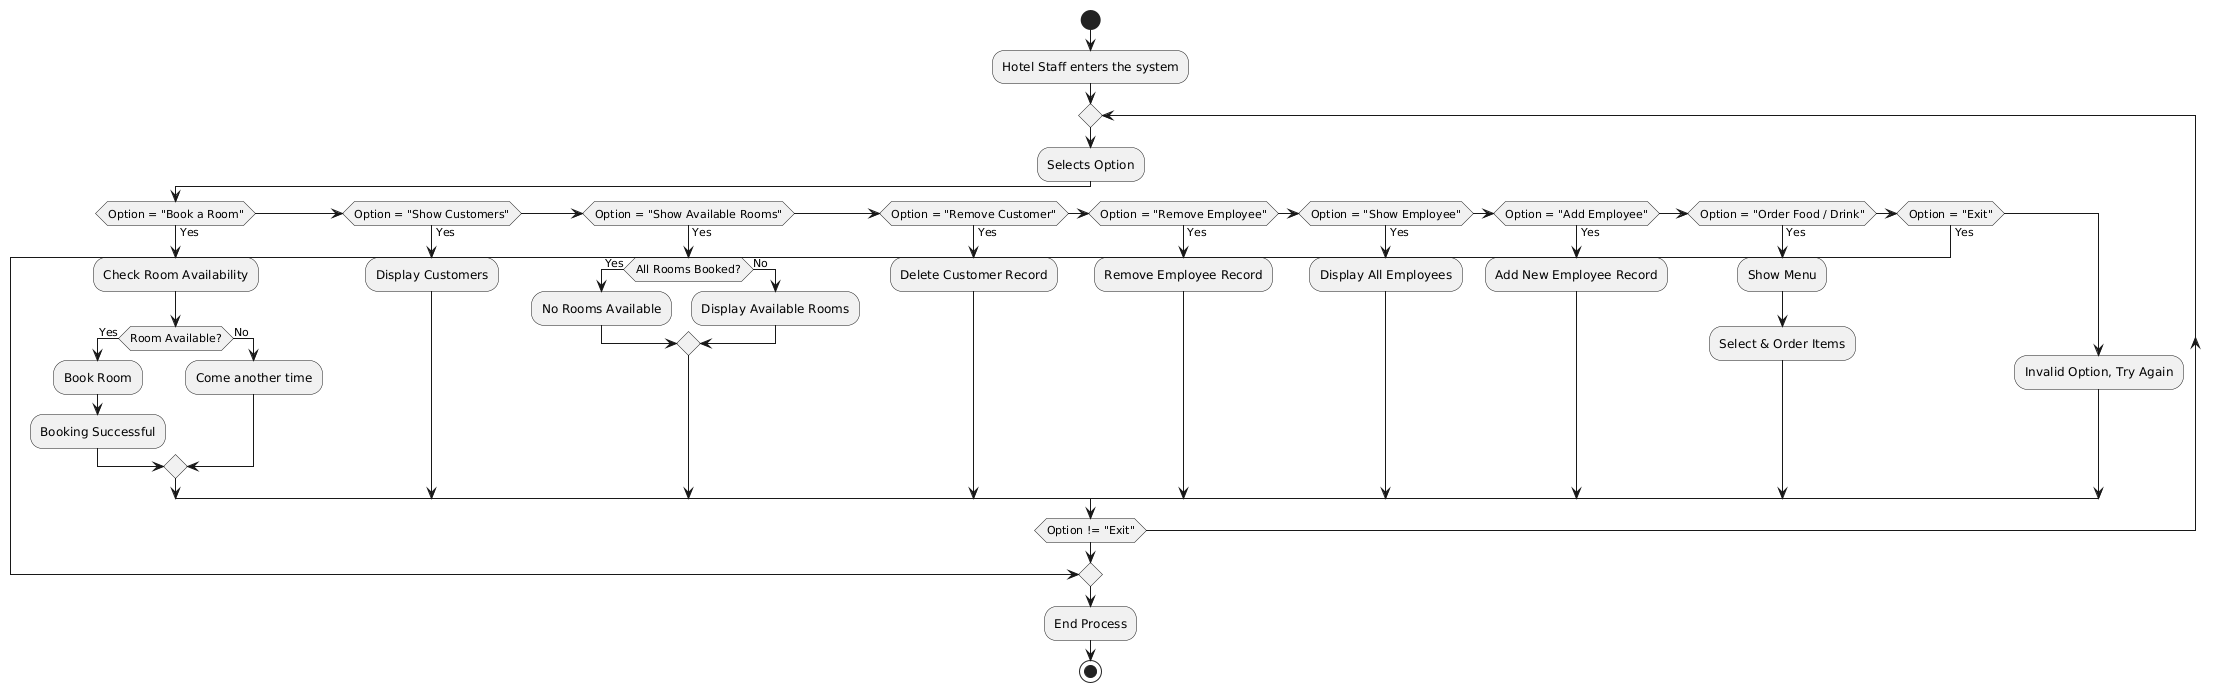 Hotel Staff enters the system
Selects Option
Option = "Book a Room"
Option = "Show Customers"
Option = "Show Available Rooms"
Option = "Remove Customer"
Option = "Remove Employee"
Option = "Show Employee"
Option = "Add Employee"
Option = "Order Food / Drink"
Option = "Exit"
Yes
Yes
Yes
Yes
Yes
Yes
Yes
Yes
Yes
Check Room Availability
Display Customers
Yes
All Rooms Booked?
No
Delete Customer Record
Remove Employee Record
Display All Employees
Add New Employee Record
Show Menu
No Rooms Available
Display Available Rooms
Yes
Room Available?
No
Select & Order Items
Book Room
Come another time
Invalid Option, Try Again
Booking Successful
Option != "Exit"
End Process